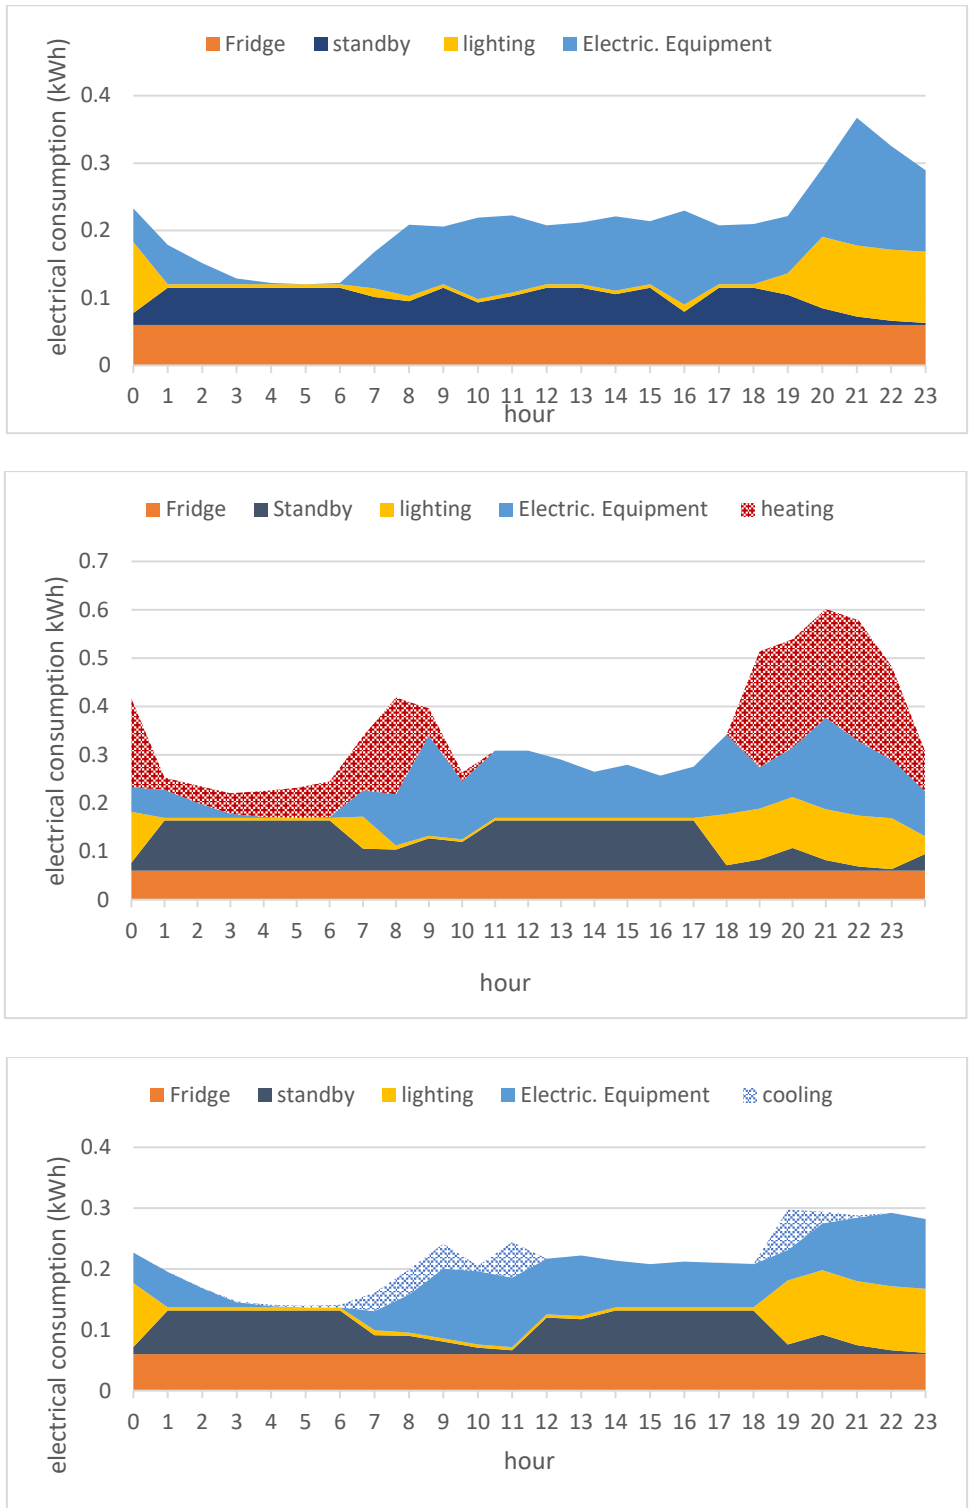 Fridge standby lighting Electric. Equipment
electrical consumption (kWh)
0.4
0.3
0.2
0.1
0
0 1 2 3 4 5 6 7 8 9 10 11 12 13 14 15 16 17 18 19 20 21 22 23
hour
Fridge Standby lighting Electric. Equipment heating
electrical consumption kWh)
0.7
0.6
0.5
0.4
0.3
0.2
0.1
0
0 1 2 3 4 5 6 7 8 9 10 11 12 13 14 15 16 17 18 19 20 21 22 23
hour
Fridge standby lighting Electric. Equipment cooling
electrical consumption (kWh)
0.4
0.3
0.2
0.1
0
0 1 2 3 4 5 6 7 8 9 10 11 12 13 14 15 16 17 18 19 20 21 22 23
hour